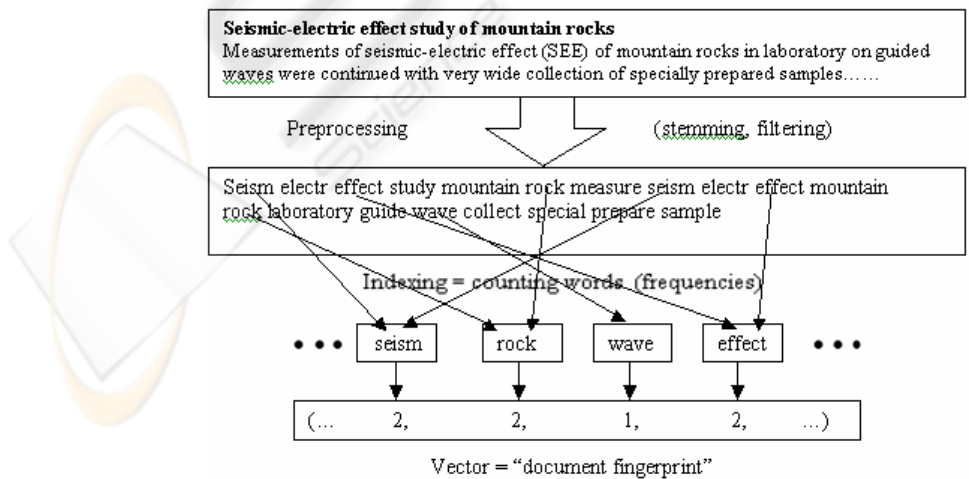 Seismic-electric effect study of mountain rocks
Measurements of seismic-electric effect (SEE) of mountain rocks in laboratory on guided
waves were continued with very wide collection of specially prepared samples……
Preprocessing (stemming, filtering)
Seism electr effect study mountain rock measure seism electr effect mountain
rock laboratory guide wave collect special prepare sample
Indexing = counting words (frequencies)
••• seism rock wave effect •••
(... 2, 2, 1, 2, ...)
Vector = “document fingerprint”